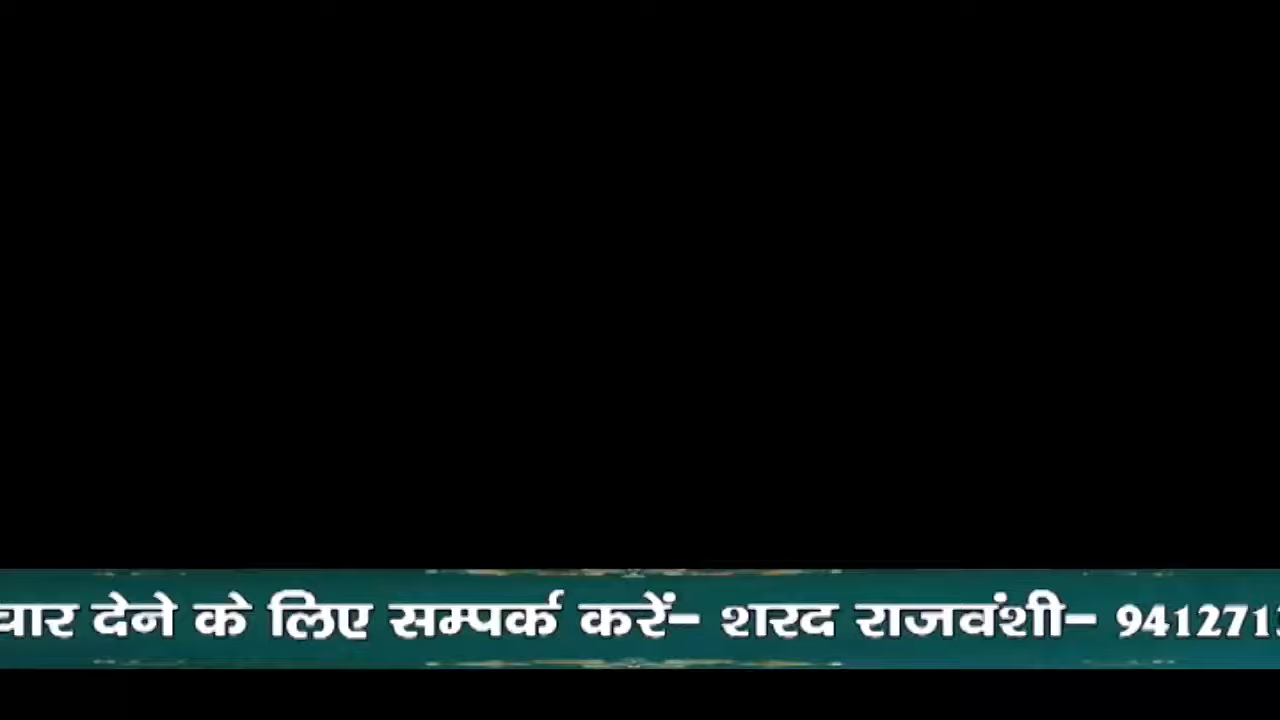 चार देने के लिए सम्पर्क करें- शरद राजवंशी- 941271